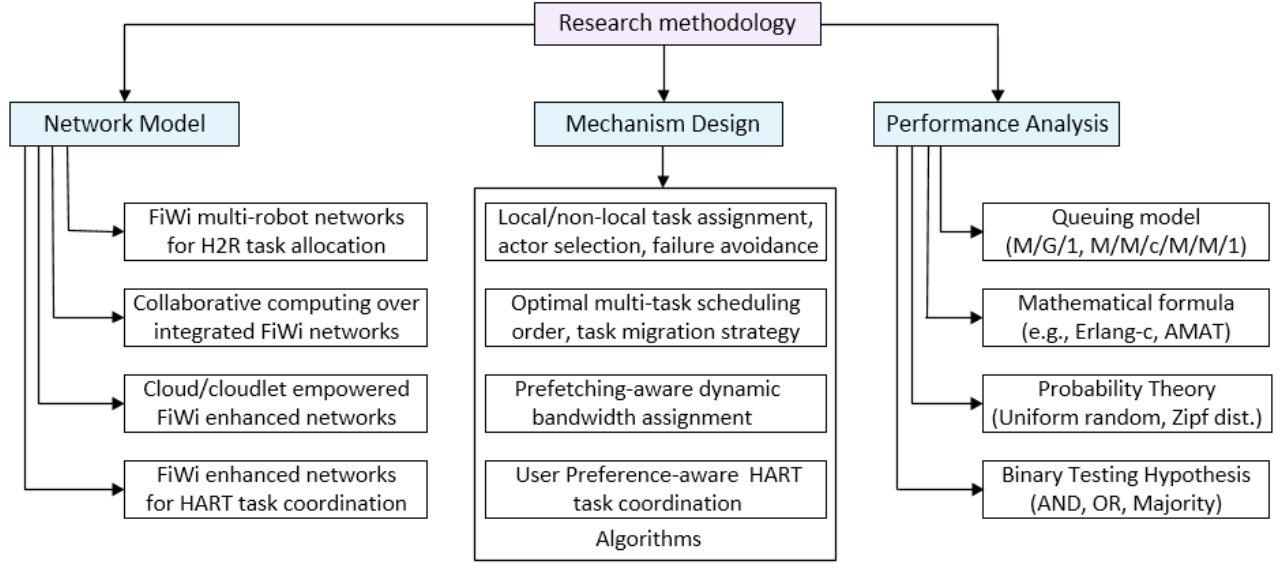 Research methodology
Network Model
FiWi multi-robot networks
for H2R task allocation
Collaborative computing over
integrated FiWi networks
Cloud/cloudlet empowered
FiWi enhanced networks
FiWi enhanced networks
for HART task coordination
Mechanism Design
Local/non-local task assignment,
actor selection, failure avoidance
Optimal multi-task scheduling
order, task migration strategy
Prefetching-aware dynamic
bandwidth assignment
User Preference-aware HART
task coordination
Algorithms
Performance Analysis
Queuing model
(M/G/1, M/M/c/M/M/1)
Mathematical formula
(e.g., Erlang-c, AMAT)
Probability Theory
(Uniform random, Zipf dist.)
Binary Testing Hypothesis
(AND, OR, Majority)